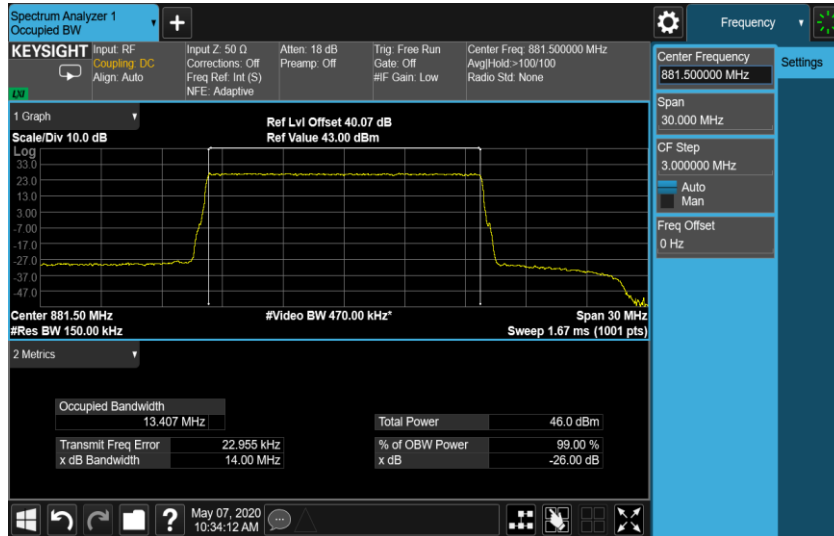 Spectrum Analyzer 1
Occupied BW
+
Frequency
KEYSIGHT
Input: RF
Coupling: DC
Align: Auto
Input Z: 50 Ω
Corrections: Off
Freq Ref: Int (S)
NFE: Adaptive
Atten: 18 dB
Preamp: Off
Trig: Free Run
Gate: Off
#IF Gain: Low
Center Freq: 881.500000 MHz
Avg|Hold:>100/100
Radio Std: None
LXI
Center Frequency
881.500000 MHz
Settings
Span
30.000 MHz
CF Step
3.000000 MHz
Auto
Man
Freq Offset
0 Hz
1 Graph
Scale/Div 10.0 dB
Ref Lvl Offset 40.07 dB
Ref Value 43.00 dBm
Log
33.0
23.0
13.0
3.00
-7.00
-17.0
-27.0
-37.0
-47.0
Center 881.50 MHz
#Video BW 470.00 kHz*
Span 30 MHz
#Res BW 150.00 kHz
Sweep 1.67 ms (1001 pts)
2 Metrics
Occupied Bandwidth
13.407 MHz
Total Power 46.0 dBm
Transmit Freq Error 22.955 kHz
% of OBW Power 99.00 %
x dB Bandwidth 14.00 MHz
x dB -26.00 dB
?
May 07, 2020
10:34:12 AM